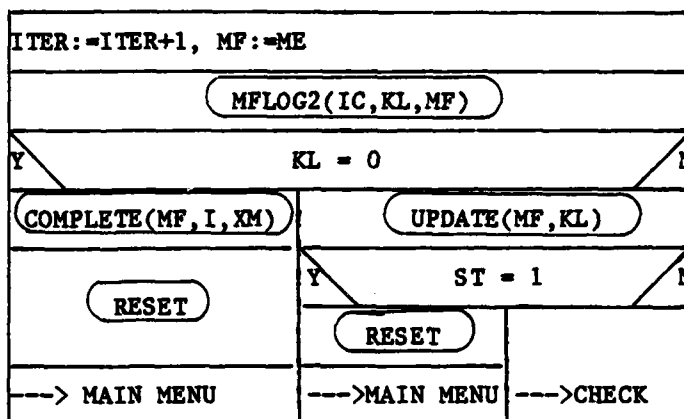 ITER:=ITER+1, MF:=ME
MFLOG2(IC,KL,MF)
Y KL = 0 N
COMPLETE(MF,I,XM) UPDATE(MF,KL)
Y ST = 1 N
RESET
RESET
---> MAIN MENU --->MAIN MENU --->CHECK